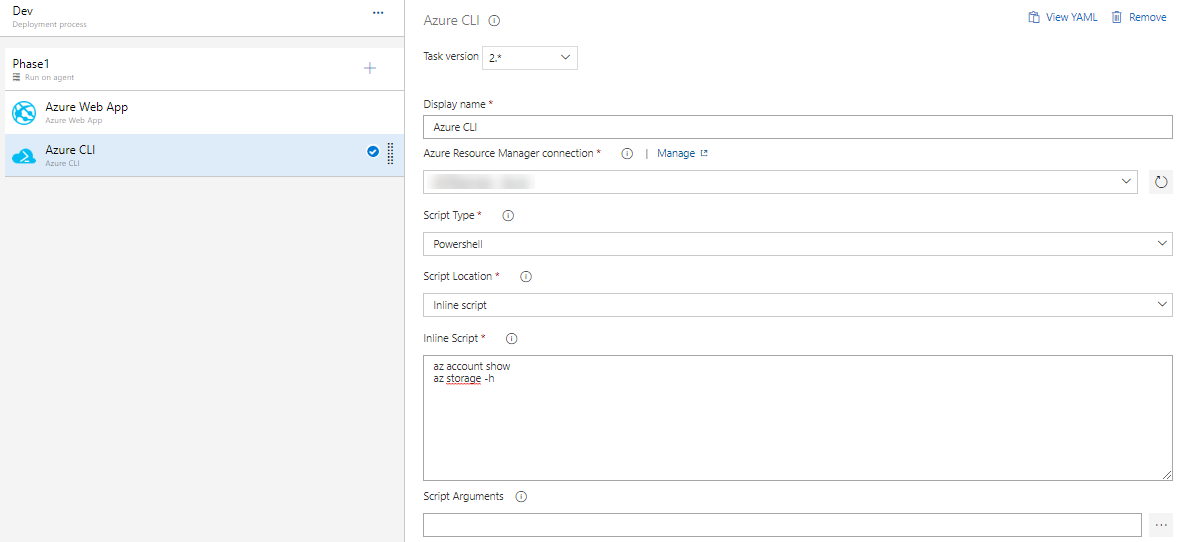 Dev
Deployment process
Phase1
Run on agent
Azure Web App
Azure Web App
Azure CLI
Azure CLI
Azure CLI
View YAML
Remove
Task version 2.*
Display name *
Azure CLI
Azure Resource Manager connection * | Manage
Script Type *
Powershell
Script Location *
Inline script
Inline Script *
az account show
az storage -h
Script Arguments